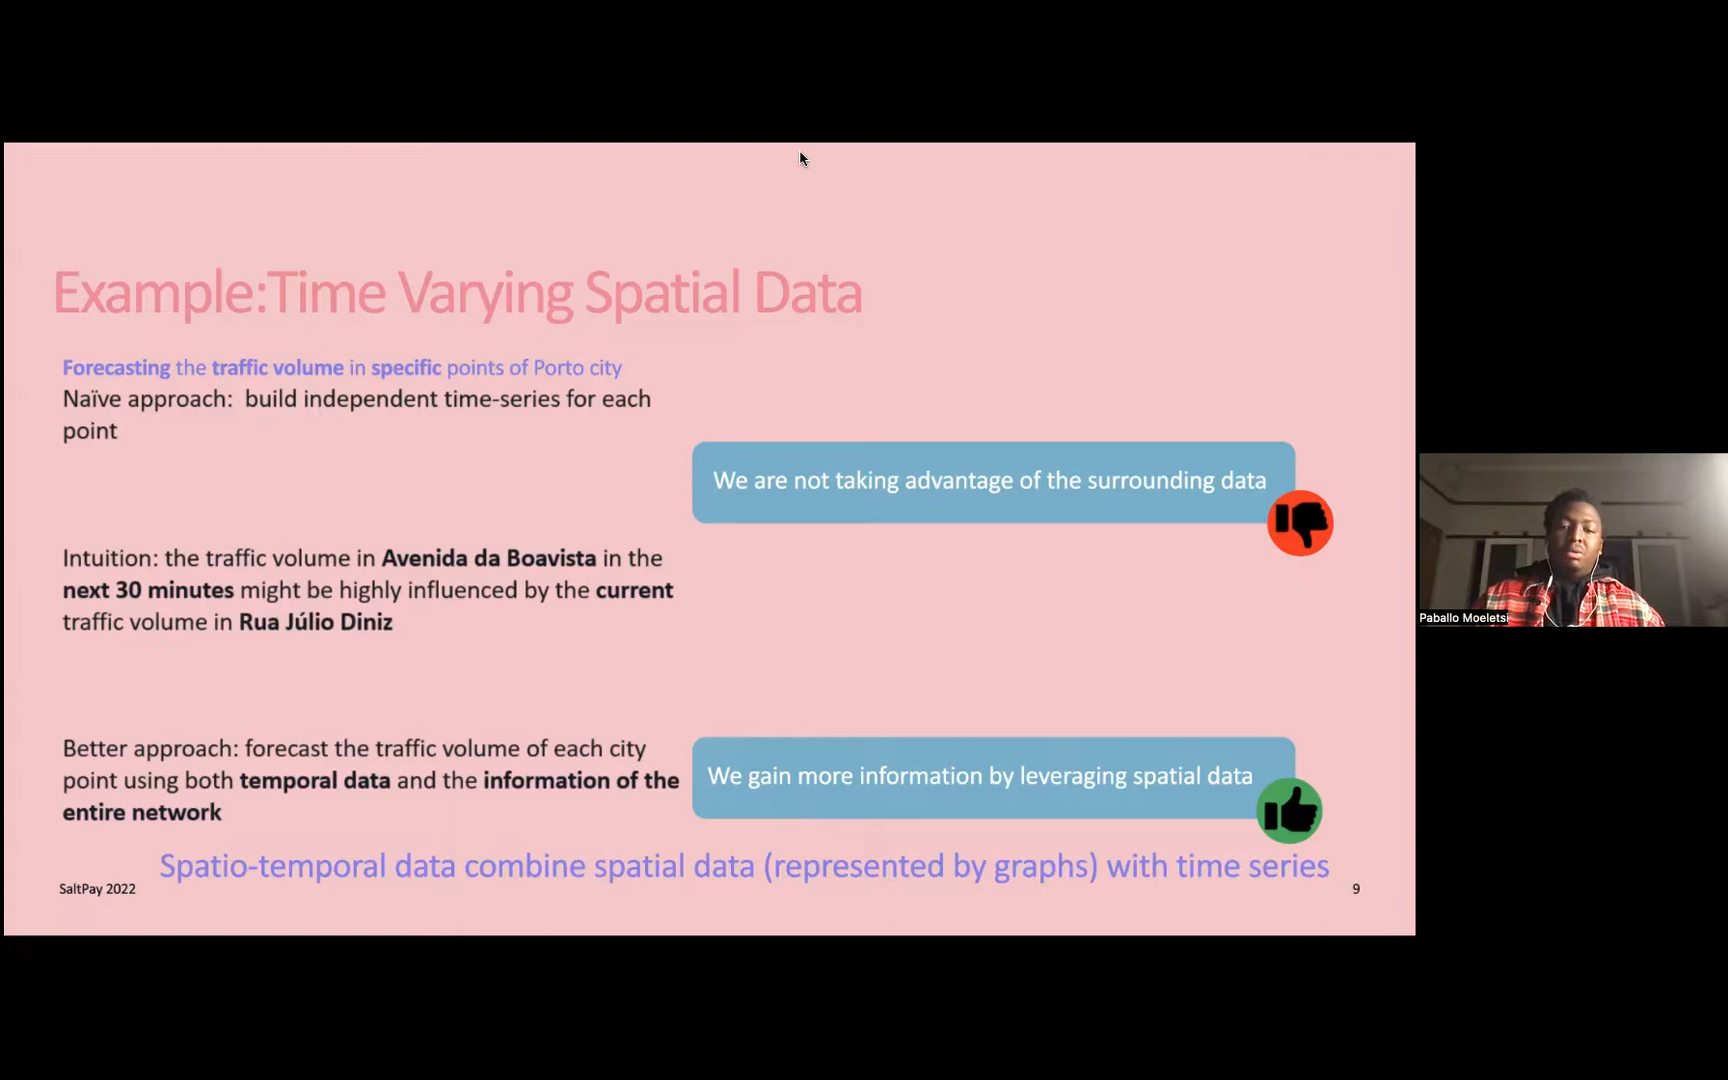 Example:Time Varying Spatial Data
Forecasting the traffic volume in specific points of Porto city
Naïve approach:  build independent time-series for each
point
We are not taking advantage of the surrounding data
Intuition: the traffic volume in Avenida da Boavista in the
next 30 minutes might be highly influenced by the current
traffic volume in Rua Júlio Diniz
Better approach: forecast the traffic volume of each city
point using both temporal data and the information of the
entire network
We gain more information by leveraging spatial data
Spatio-temporal data combine spatial data (represented by graphs) with time series
SaltPay 2022
9
Paballo Moeletsi